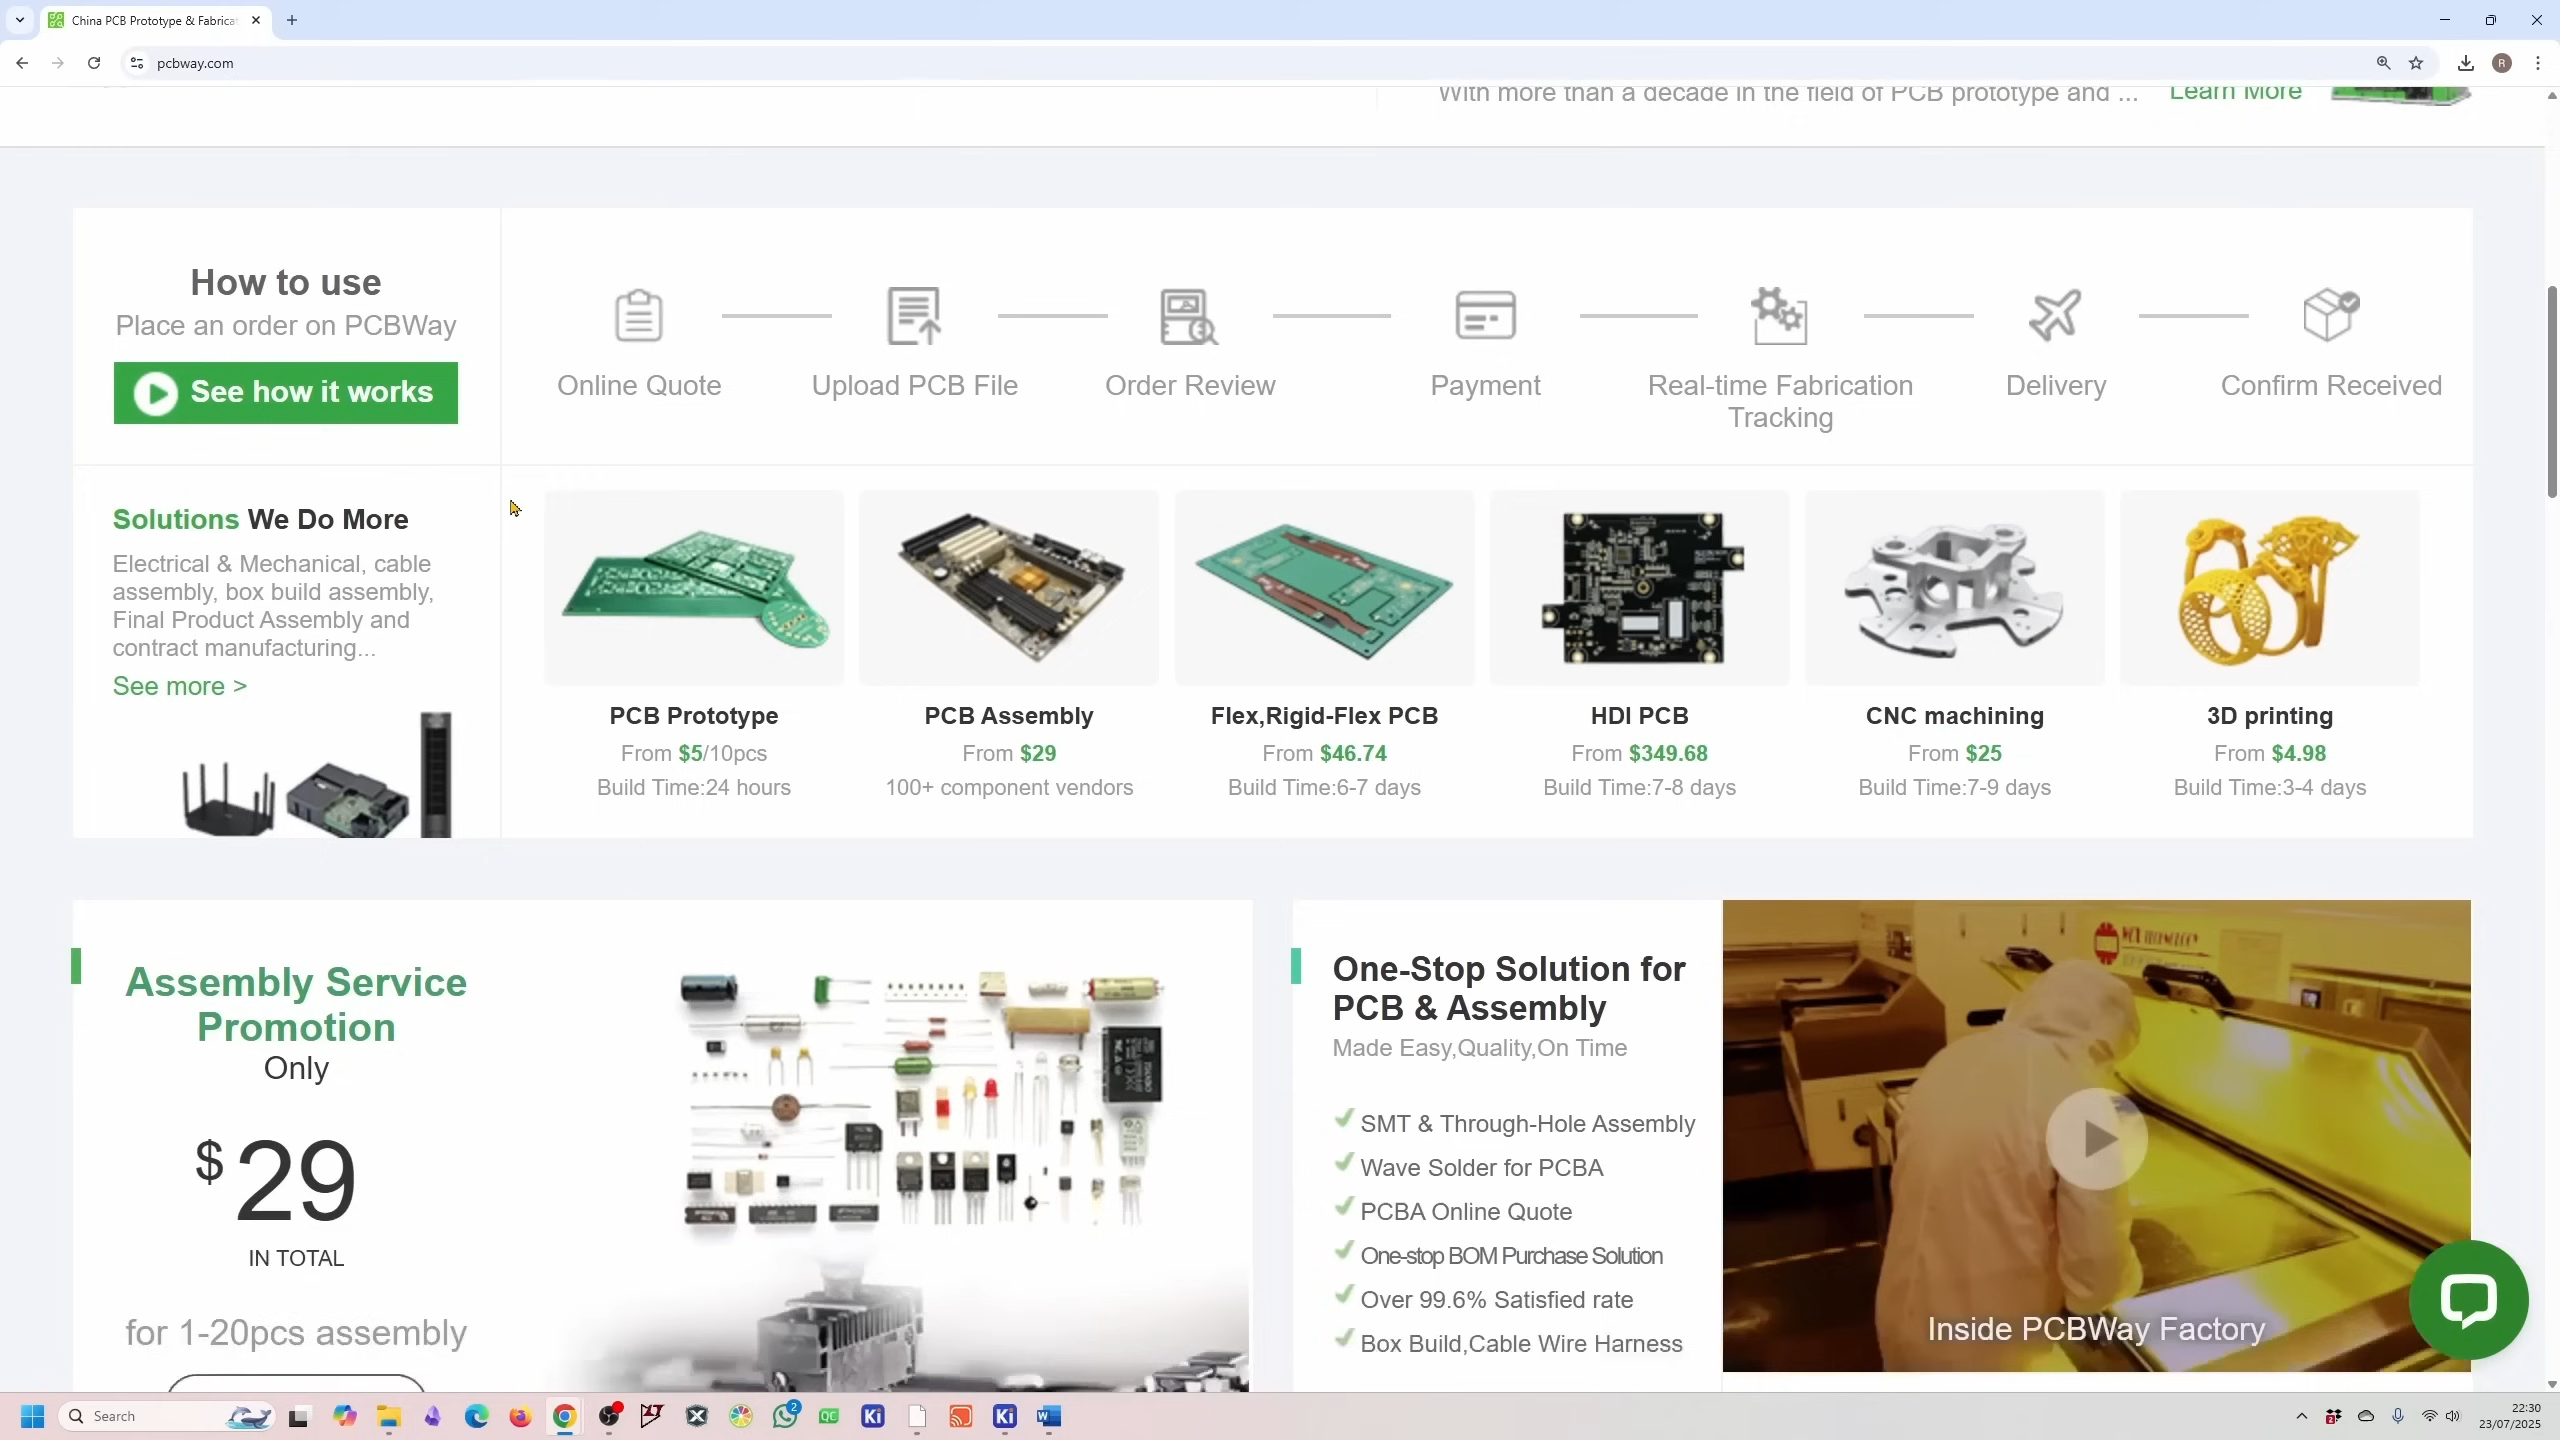 China PCB Prototype & Fabricat
pcbway.com
R
With more than a decade in the field of PCB prototype and ...
Learn More
How to use
Place an order on PCBWay
See how it works
Online Quote
Upload PCB File
Order Review
Payment
Real-time Fabrication
Tracking
Delivery
Confirm Received
Solutions We Do More
Electrical & Mechanical, cable
assembly, box build assembly,
Final Product Assembly and
contract manufacturing...
See more >
PCB Prototype
From $5/10pcs
Build Time:24 hours
PCB Assembly
From $29
100+ component vendors
Flex,Rigid-Flex PCB
From $46.74
Build Time:6-7 days
HDI PCB
From $349.68
Build Time:7-8 days
CNC machining
From $25
Build Time:7-9 days
3D printing
From $4.98
Build Time:3-4 days
Assembly Service
Promotion
Only
$29
IN TOTAL
for 1-20pcs assembly
One-Stop Solution for
PCB & Assembly
Made Easy,Quality,On Time
SMT & Through-Hole Assembly
Wave Solder for PCBA
PCBA Online Quote
One-stop BOM Purchase Solution
Over 99.6% Satisfied rate
Box Build,Cable Wire Harness
Inside PCBWay Factory
Search
2
QC
Ki
Ki
22:30
23/07/2025